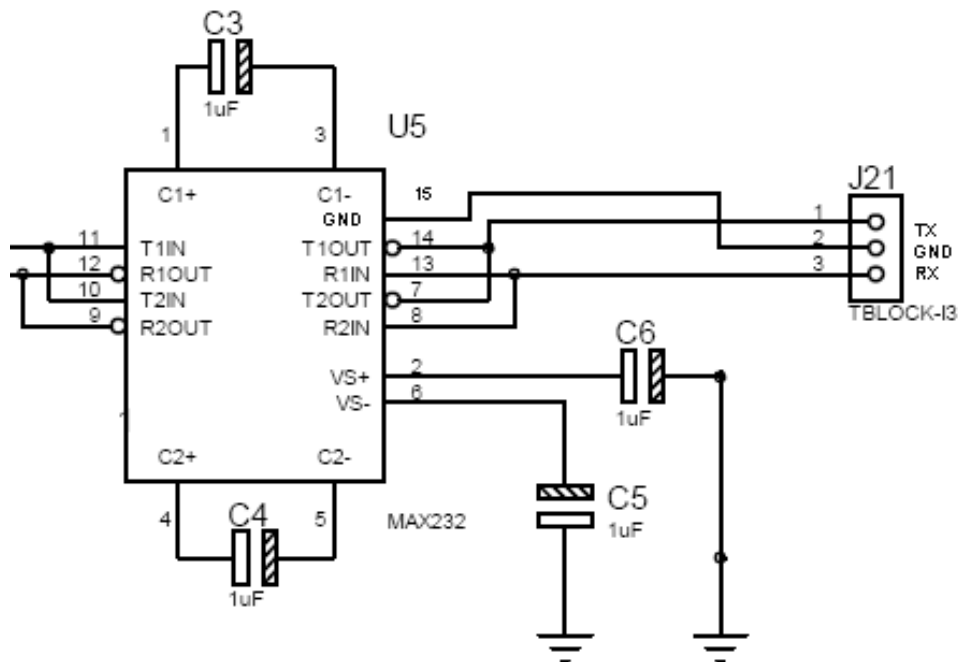 C3
1uF
1
3
U5
C1+
C1-
15
GND
J21
11
T1IN
T1OUT
14
1
TX
12
R1OUT
R1IN
13
2
GND
10
T2IN
T2OUT
7
3
RX
9
R2OUT
R2IN
8
TBLOCK-I3
VS+
2
C6
1uF
VS-
6
C2+
C2-
4
C4
1uF
5
MAX232
C5
1uF